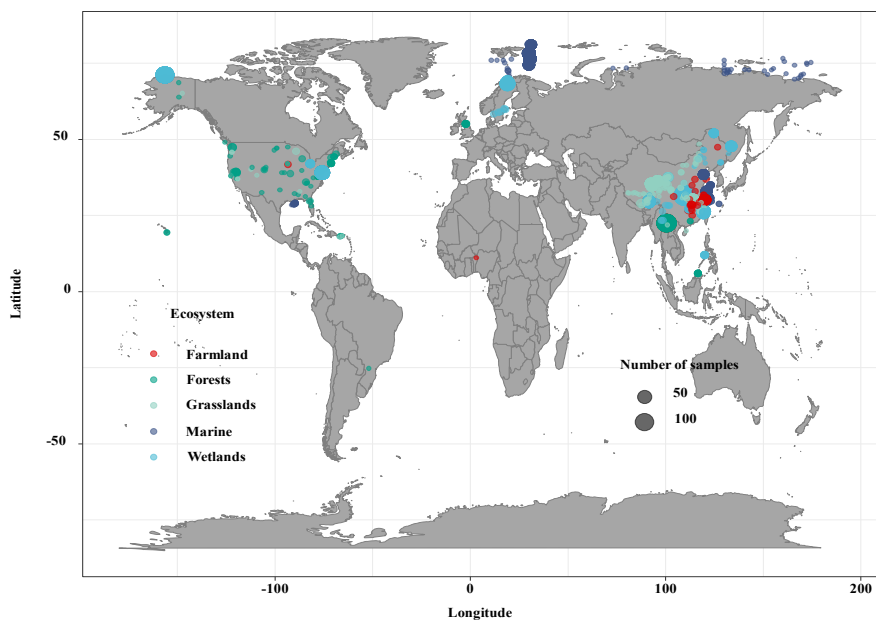 50
0
-50
Latitude
Ecosystem
Farmland
Forests
Grasslands
Marine
Wetlands
Number of samples
50
100
-100
0
100
200
Longitude